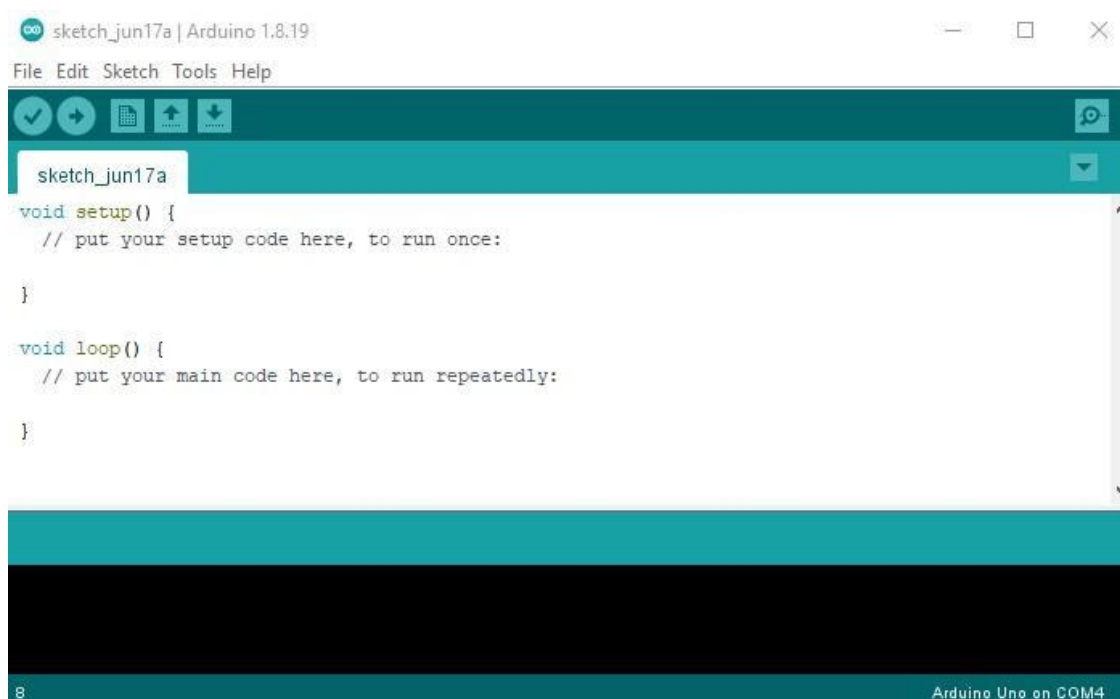 sketch_jun17a | Arduino 1.8.19
File Edit Sketch Tools Help
sketch_jun17a
void setup() {
  // put your setup code here, to run once:

}

void loop() {
  // put your main code here, to run repeatedly:

}
8
Arduino Uno on COM4